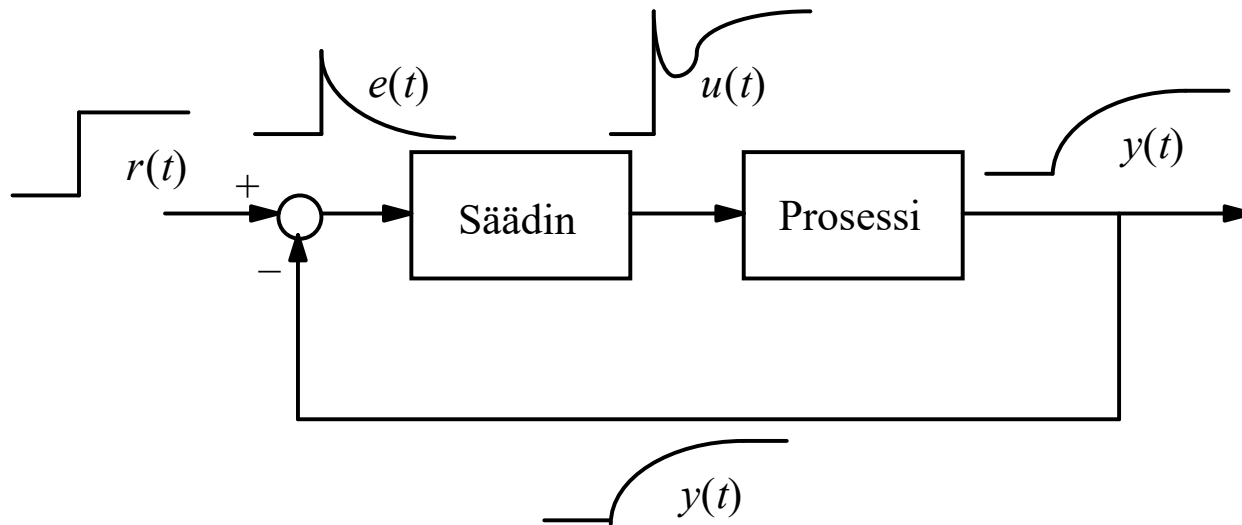 e(t)
u(t)
r(t)
y(t)
+
Säädin
Prosessi
−
y(t)